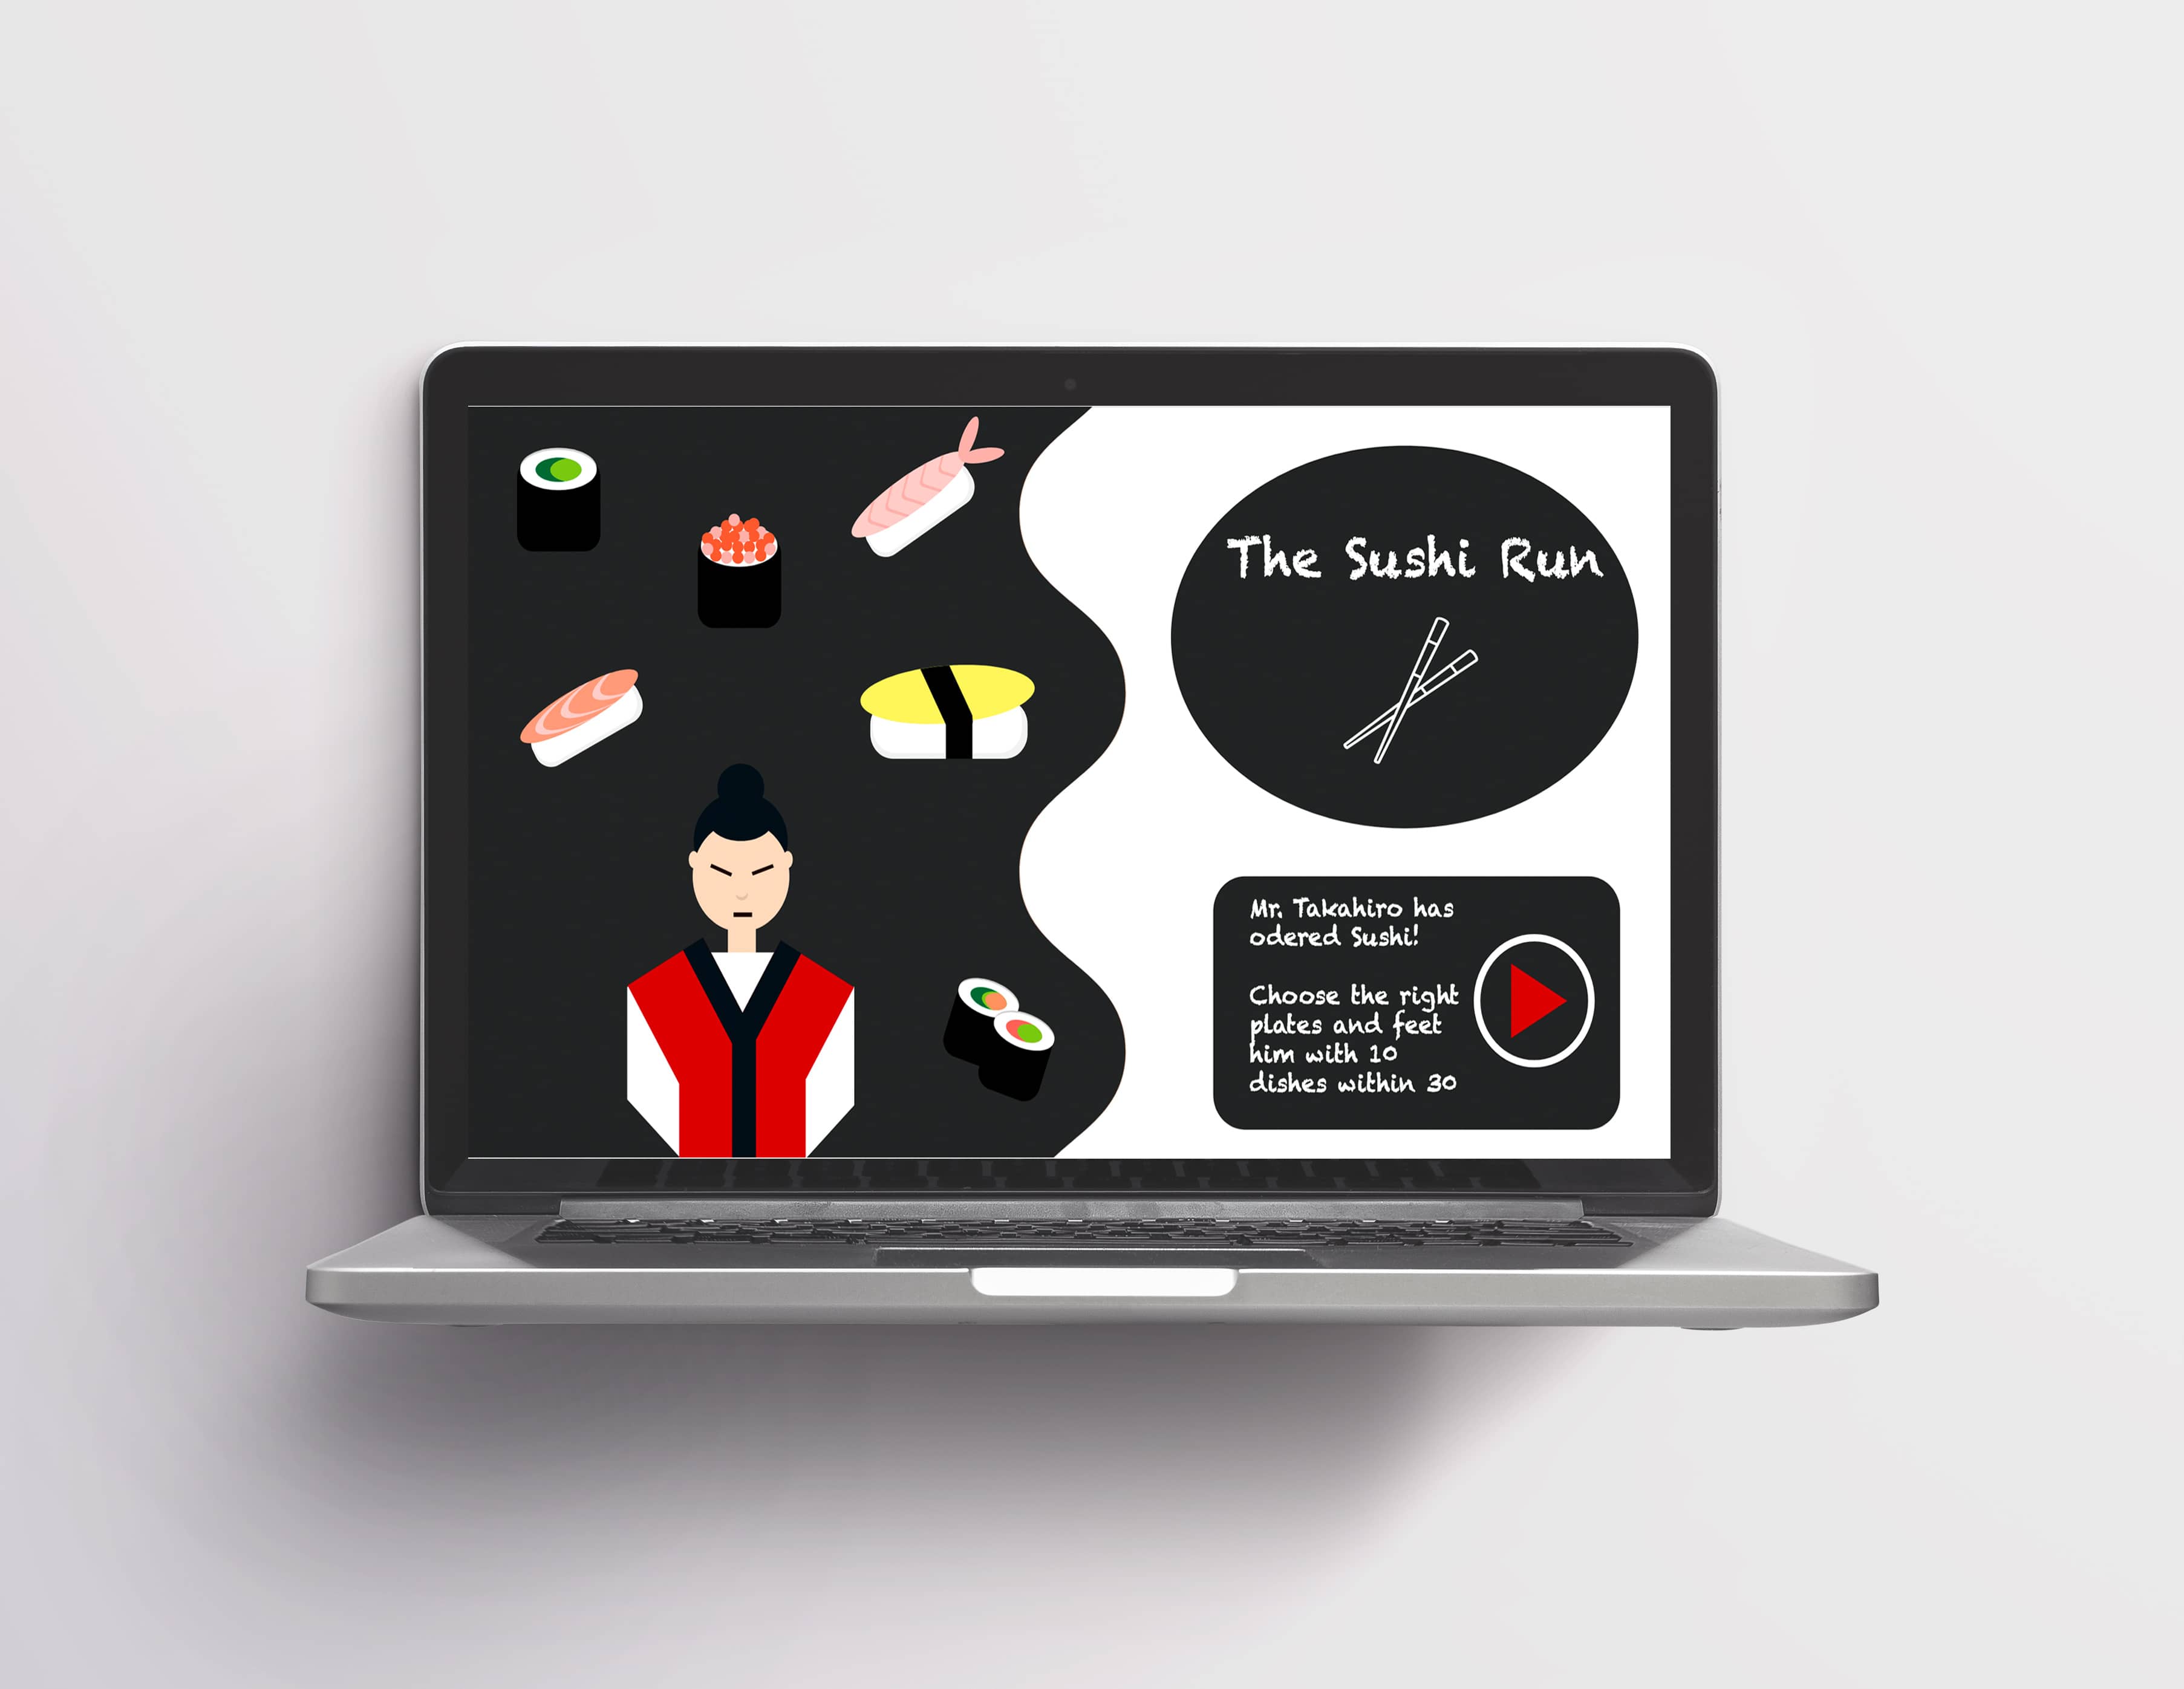 The Sushi Run
Mr. Takahiro has
odered Sushi!
Choose the right
plates and feet
him with 10
dishes within 30